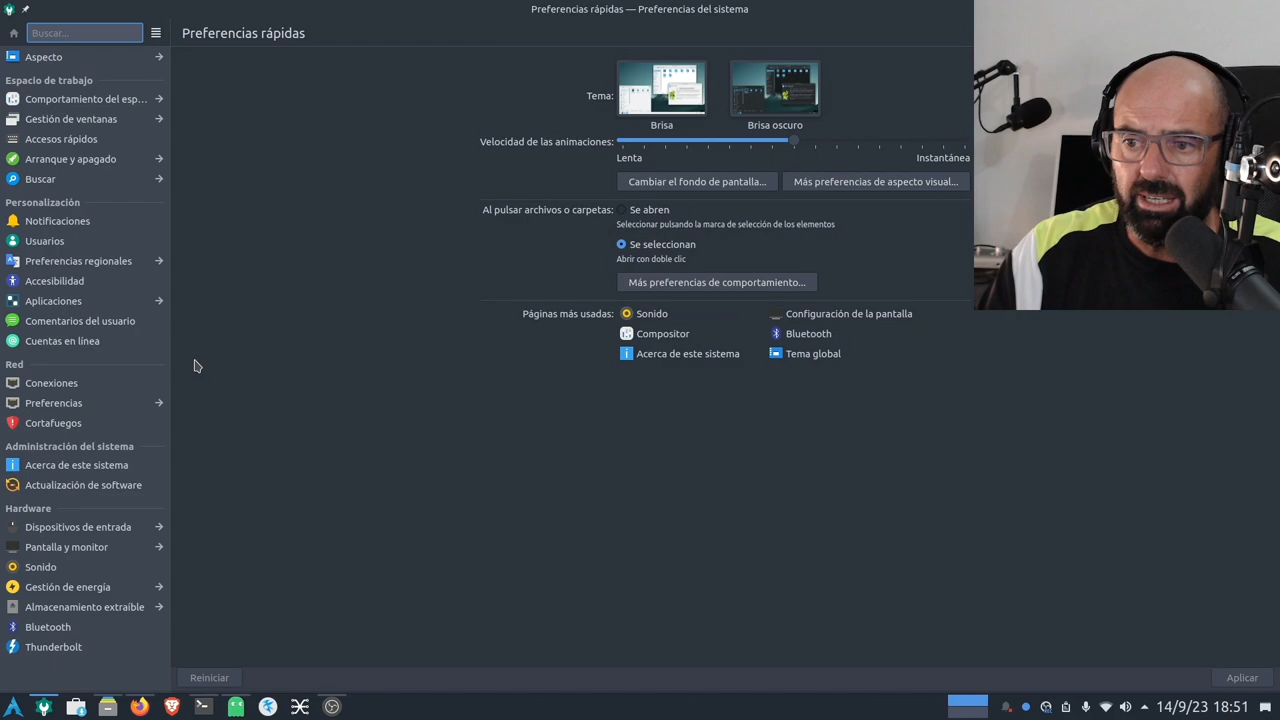 Preferencias rápidas — Preferencias del sistema
Buscar...
Preferencias rápidas
Aspecto
Espacio de trabajo
Comportamiento del esp...
Gestión de ventanas
Accesos rápidos
Arranque y apagado
Buscar
Personalización
Notificaciones
Usuarios
Preferencias regionales
Accesibilidad
Aplicaciones
Comentarios del usuario
Cuentas en línea
Red
Conexiones
Preferencias
Cortafuegos
Administración del sistema
Acerca de este sistema
Actualización de software
Hardware
Dispositivos de entrada
Pantalla y monitor
Sonido
Gestión de energía
Almacenamiento extraíble
Bluetooth
Thunderbolt
Tema:
Brisa
Brisa oscuro
Velocidad de las animaciones:
Lenta
Instantánea
Cambiar el fondo de pantalla...
Más preferencias de aspecto visual...
Al pulsar archivos o carpetas:
Se abren
Seleccionar pulsando la marca de selección de los elementos
Se seleccionan
Abrir con doble clic
Más preferencias de comportamiento...
Páginas más usadas:
Sonido
Configuración de la pantalla
Compositor
Bluetooth
Acerca de este sistema
Tema global
Reiniciar
Aplicar
14/9/23 18:51